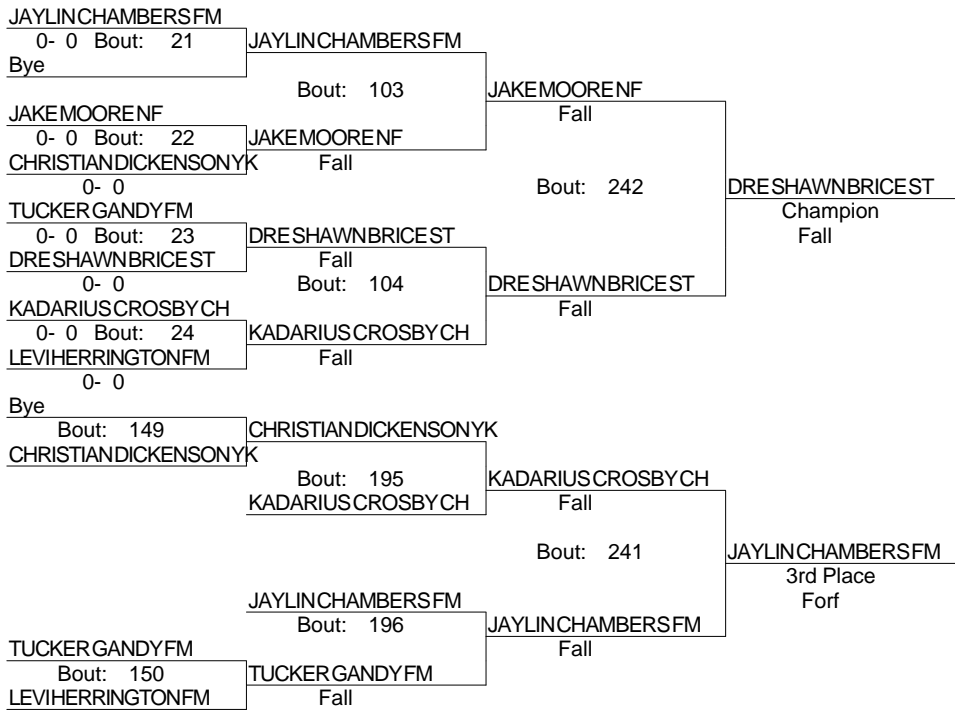 JAYLINCHAMBERSFM
0- 0 Bout: 21 JAYLINCHAMBERSFM
Bye
Bout: 103 JAKEMOORENF
JAKEMOORENF Fall
0- 0 Bout: 22 JAKEMOORENF
CHRISTIANDICKENSONYK Fall
0- 0 Bout: 242 DRESHAWNBRICEST
TUCKERGANDYFM Champion
0- 0 Bout: 23 DRESHAWNBRICEST Fall
DRESHAWNBRICEST Fall
0- 0 Bout: 104 DRESHAWNBRICEST
KADARIUSCROSBYCH Fall
0- 0 Bout: 24 KADARIUSCROSBYCH
LEVIHERRINGTONFM Fall
0- 0
Bye
Bout: 149 CHRISTIANDICKENSONYK
CHRISTIANDICKENSONYK
Bout: 195 KADARIUSCROSBYCH
KADARIUSCROSBYCH Fall
Bout: 241 JAYLINCHAMBERSFM
3rd Place
JAYLINCHAMBERSFM Forf
Bout: 196 JAYLINCHAMBERSFM
TUCKERGANDYFM Fall
Bout: 150 TUCKERGANDYFM
LEVIHERRINGTONFM Fall